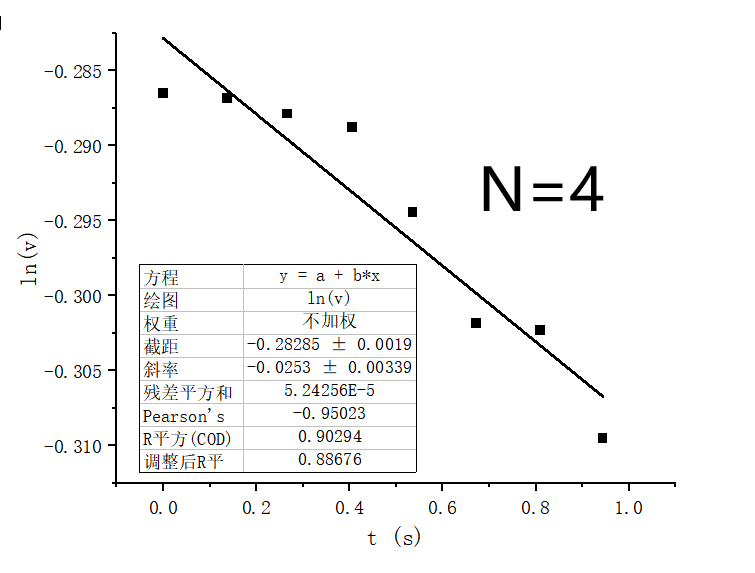 -0.285
-0.290
-0.295
-0.300
-0.305
-0.310
ln(v)
N=4
方程 y = a + b*x
绘图 ln(v)
权重 不加权
截距 -0.28285 ± 0.0019
斜率 -0.0253 ± 0.00339
残差平方和 5.24256E-5
Pearson's -0.95023
R平方(COD) 0.90294
调整后R平 0.88676
0.0 0.2 0.4 0.6 0.8 1.0
t (s)